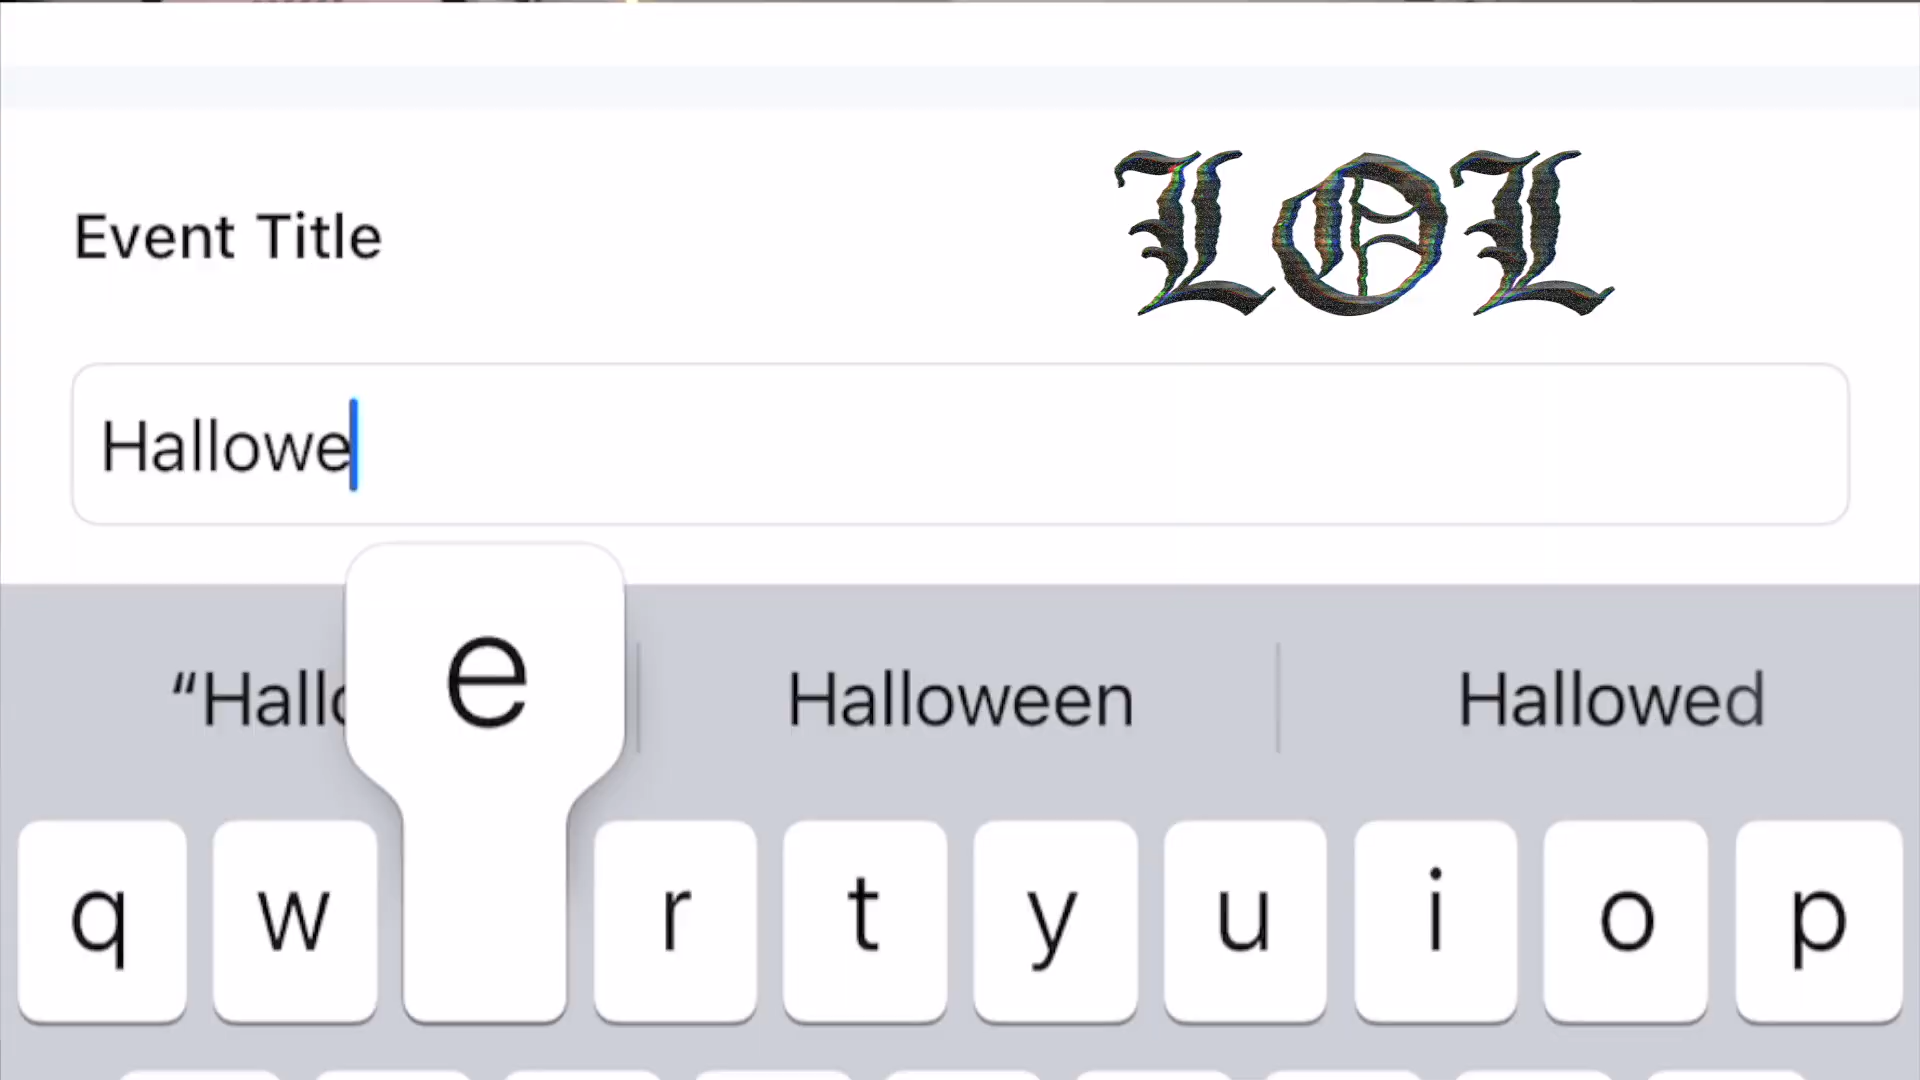 LOL
Event Title
Hallowe
“Hallo
e
Halloween
Hallowed
q w r t y u i o p